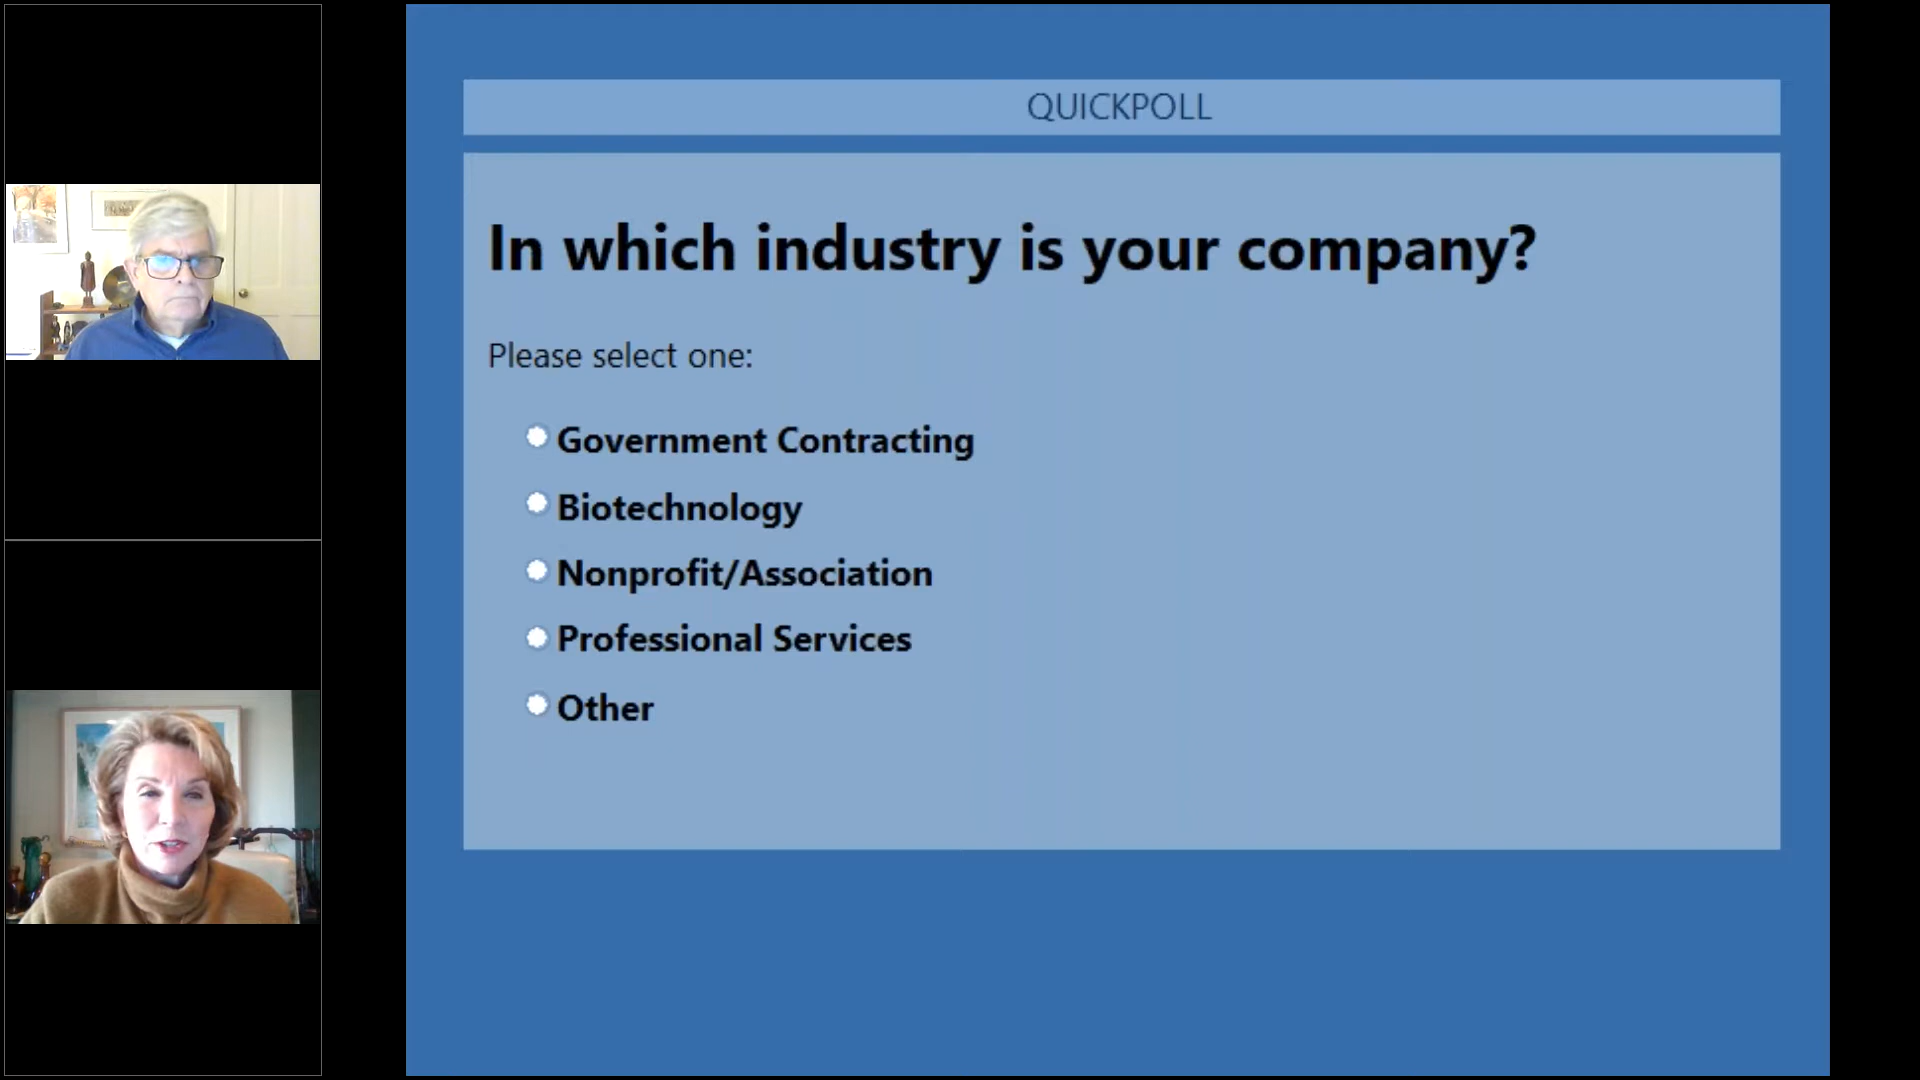 QUICKPOLL
In which industry is your company?
Please select one:
Government Contracting
Biotechnology
Nonprofit/Association
Professional Services
Other